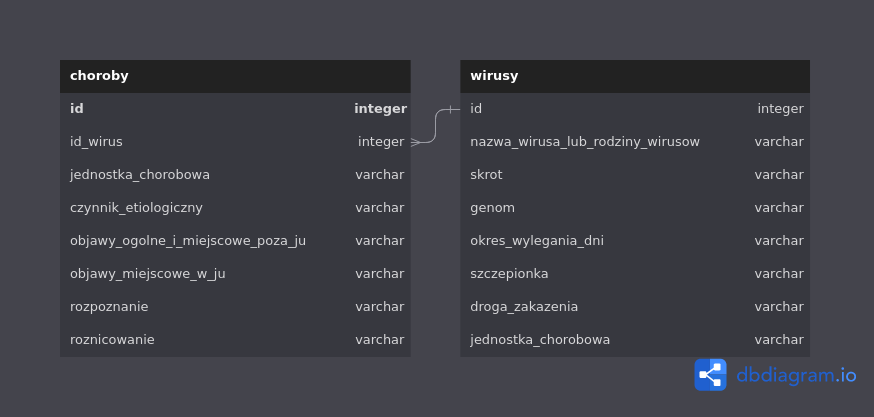 choroby
id integer
id_wirus integer
jednostka_chorobowa varchar
czynnik_etiologiczny varchar
objawy_ogolne_i_miejscowe_poza_ju varchar
objawy_miejscowe_w_ju varchar
rozpoznanie varchar
roznicowanie varchar
wirusy
id integer
nazwa_wirusa_lub_rodziny_wirusow varchar
skrot varchar
genom varchar
okres_wylegania_dni varchar
szczepionka varchar
droga_zakazenia varchar
jednostka_chorobowa varchar
dbdiagram.io